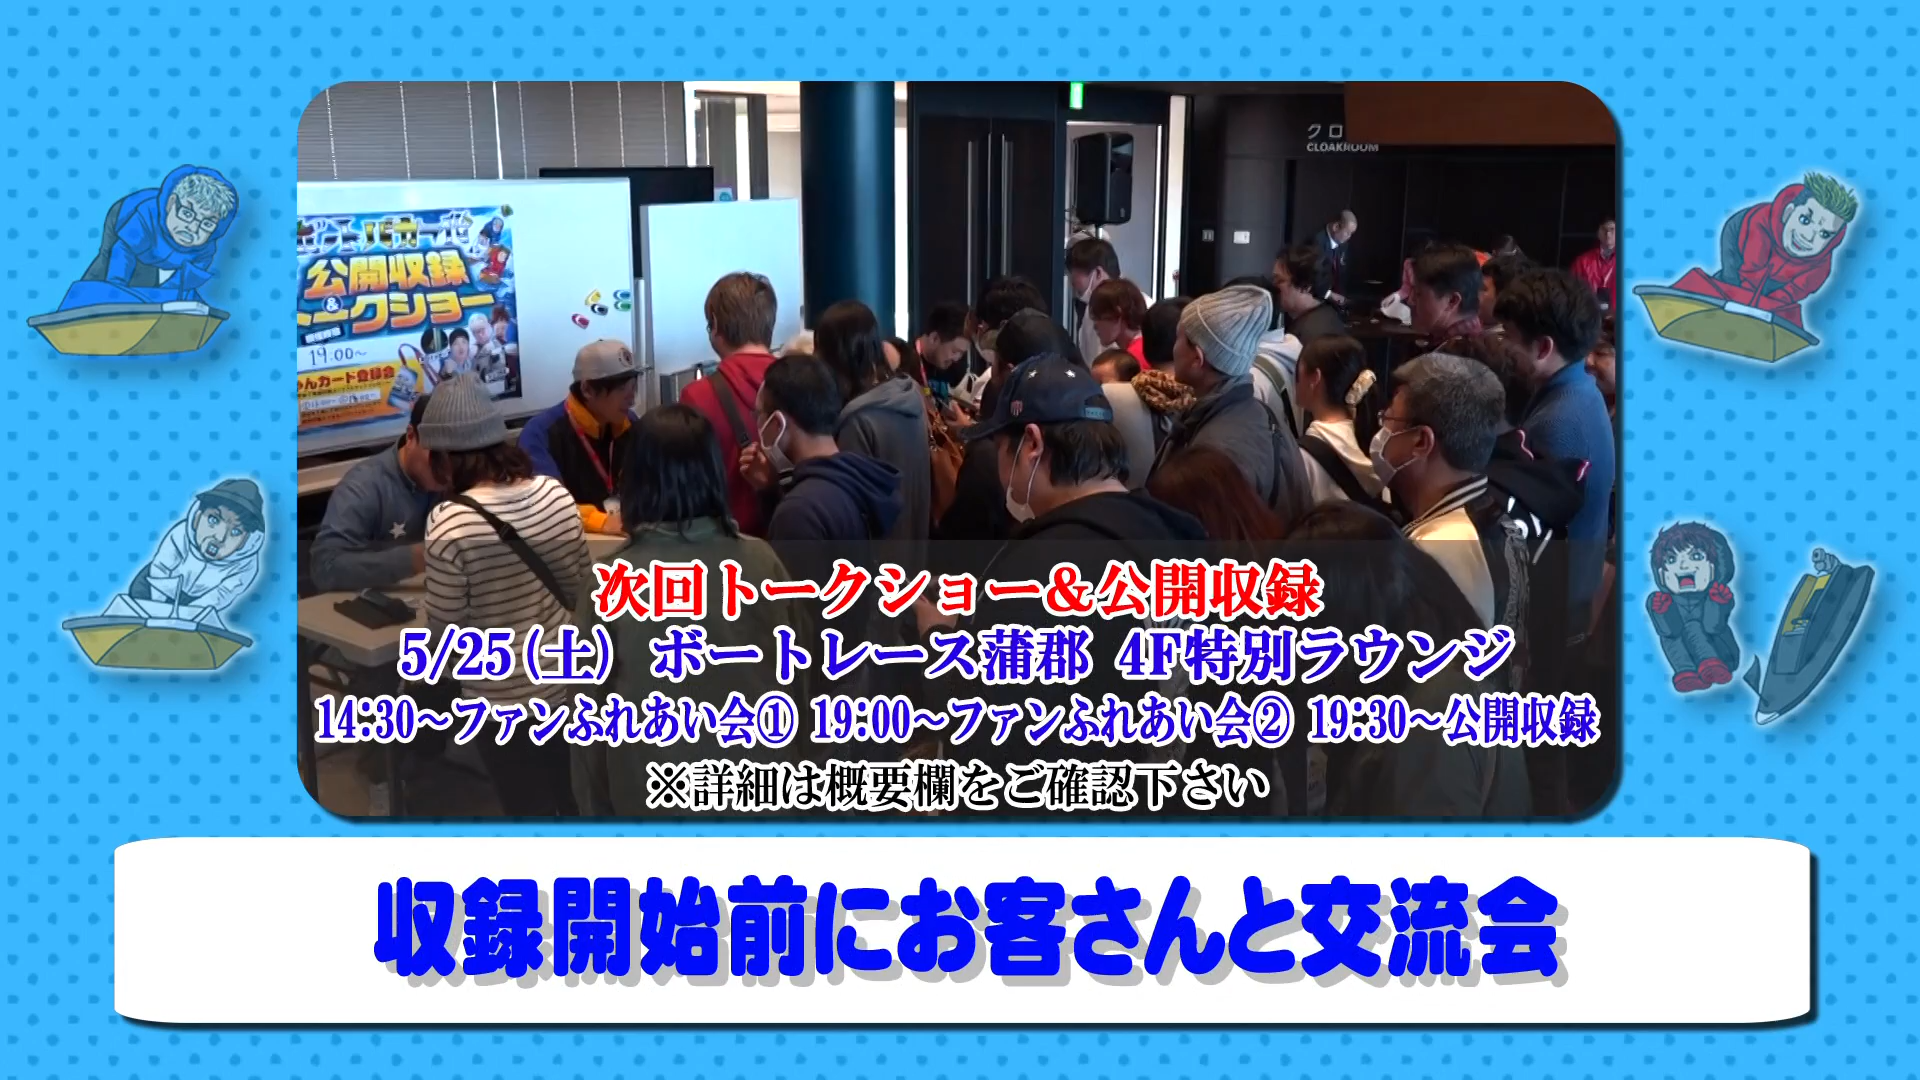 クロ
CLOAKROOM
公開収録
&
トークショー
19:00~
次回トークショー&公開収録
5/25(土) ボートレース蒲郡 4F特別ラウンジ
14:30~ファンふれあい会① 19:00~ファンふれあい会② 19:30~公開収録
※詳細は概要欄をご確認下さい
収録開始前にお客さんと交流会